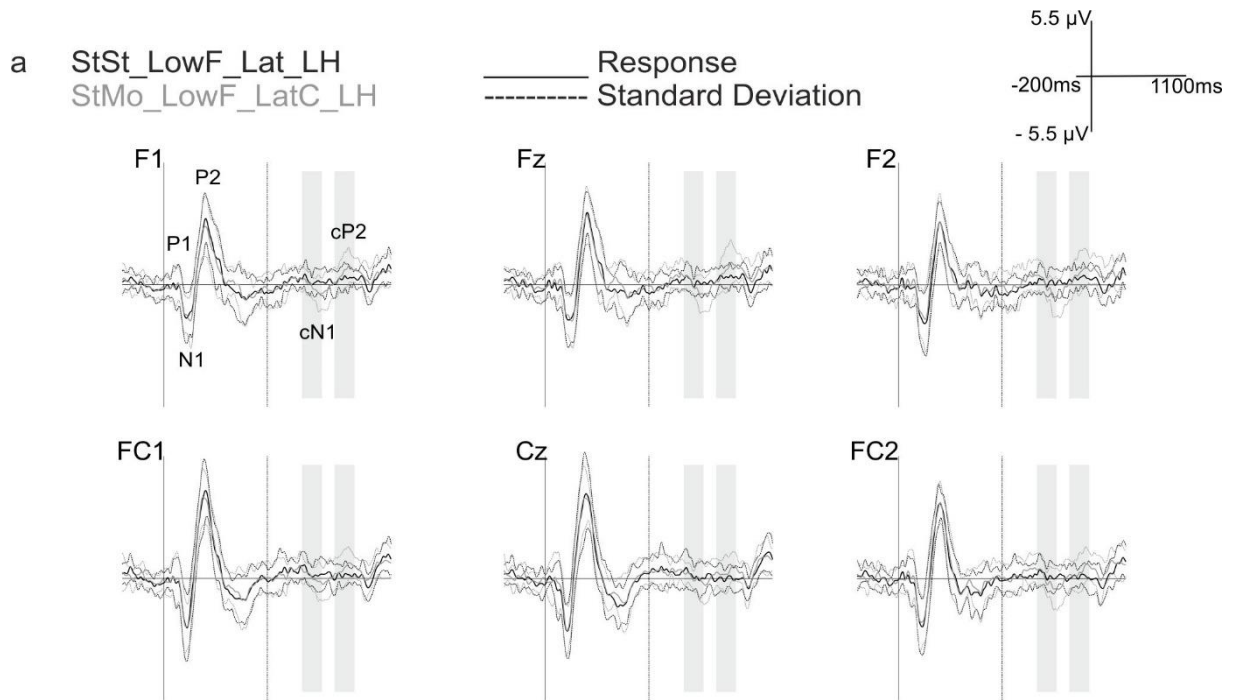 a StSt_LowF_Lat_LH
StMo_LowF_LatC_LH
Response
Standard Deviation
5.5 µV
-200ms 1100ms
- 5.5 µV
F1
P2
P1
cP2
cN1
N1
Fz
F2
FC1
Cz
FC2